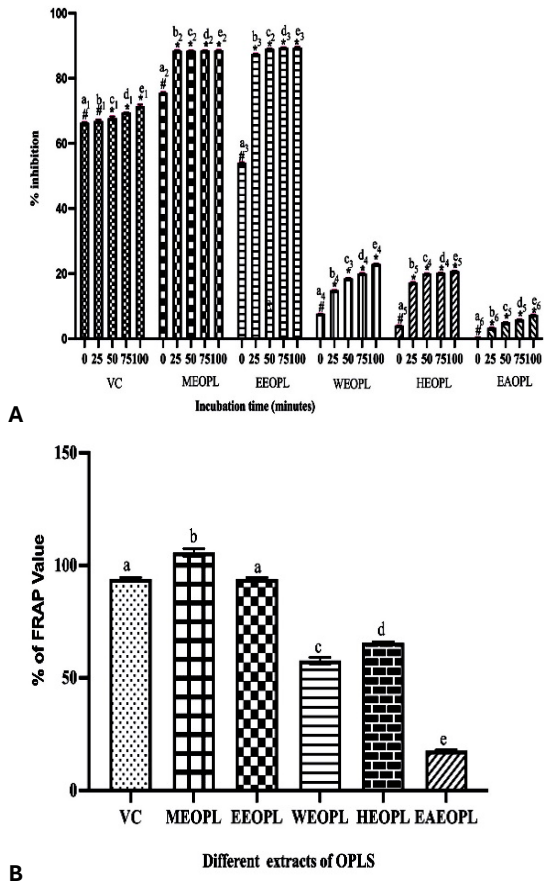 A
100
80
60
40
20
0
% inhibition
a1 b1 c1 d1 e1
# # * * *
a2 b2 c2 d2 e2
# * * * *
a3 b3 c3 d3 e3
# * * * *
a4 b4 c3 d4 e4
# * * * *
a5 b5 c4 d4 e5
# * * * *
a6 b6 c5 d5 e6
* * * *
0 25 50 75100 0 25 50 75100 0 25 50 75100 0 25 50 75100 0 25 50 75100 0 25 50 75100
VC MEOPL EEOPL WEOPL HEOPL EAOPL
Incubation time (minutes)
150
100
50
0
% of FRAP Value
a b a c d e
VC MEOPL EEOPL WEOPL HEOPL EAEOPL
Different extracts of OPLS
B